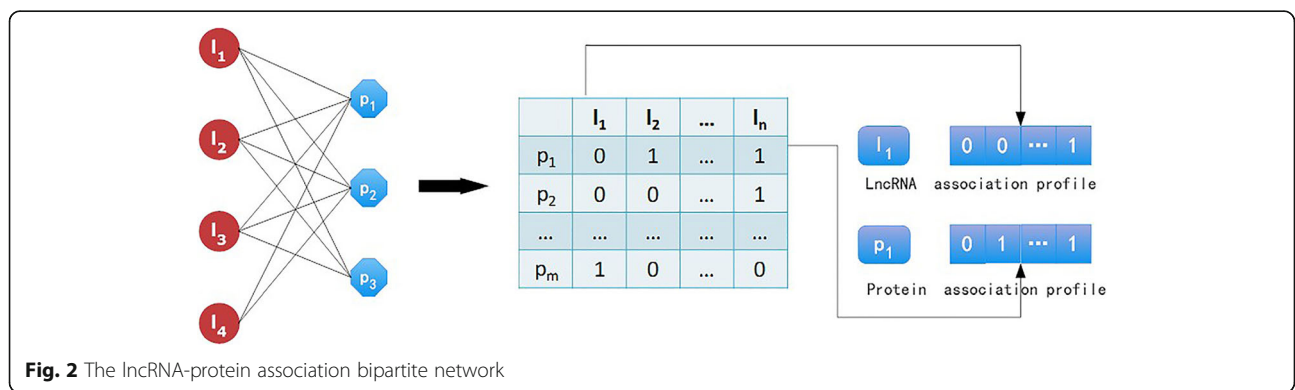 l1
l2
l3
l4
p1
p2
p3
l1 l2 ... ln
p1 0 1 ... 1
p2 0 0 ... 1
... ... ... ... ...
pm 1 0 ... 0
l1 0 0 ... 1
LncRNA association profile
p1 0 1 ... 1
Protein association profile
Fig. 2 The lncRNA-protein association bipartite network